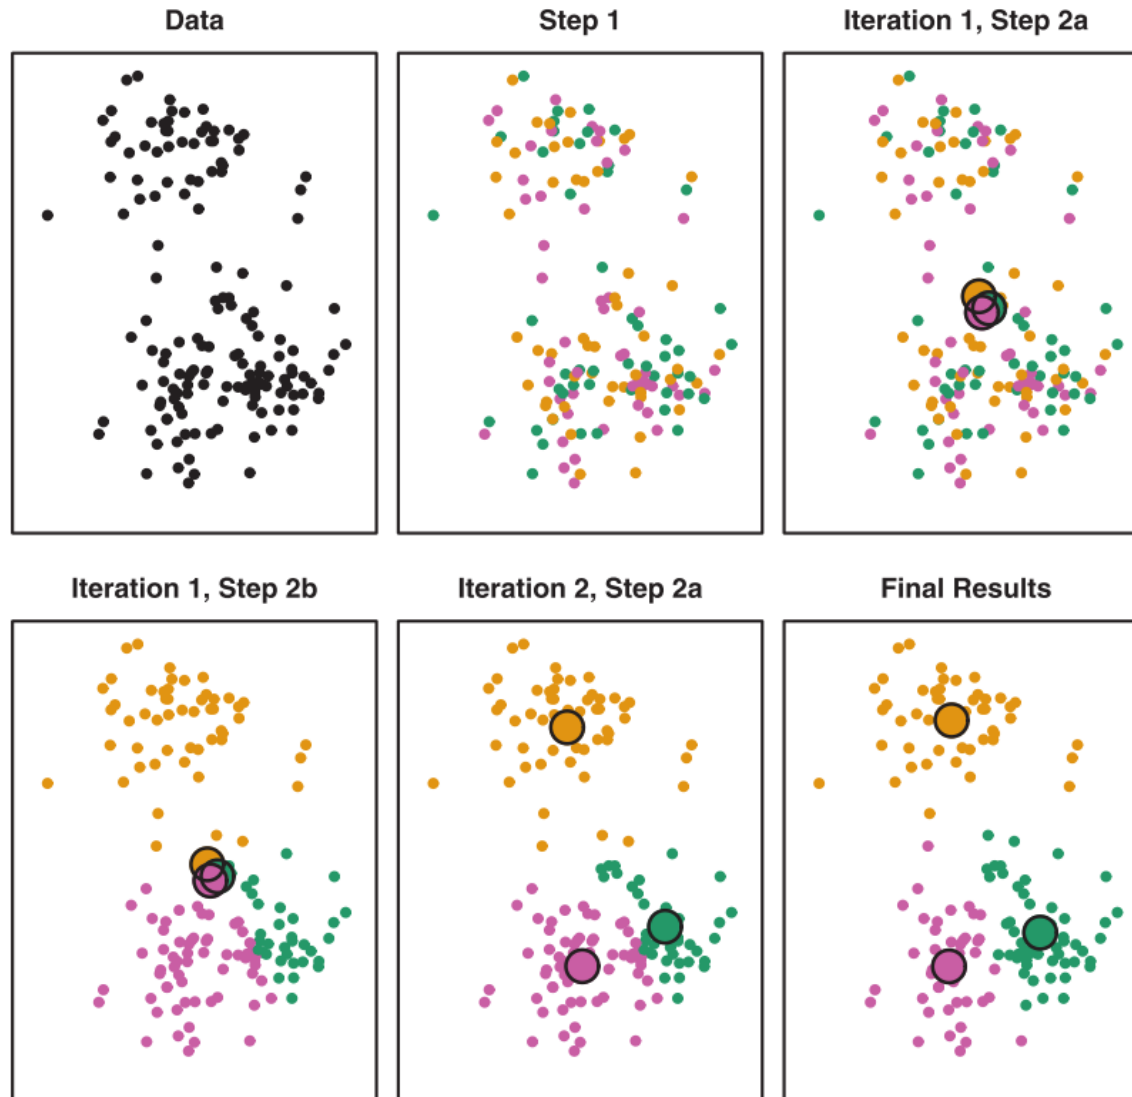 Data
Step 1
Iteration 1, Step 2a
Iteration 1, Step 2b
Iteration 2, Step 2a
Final Results